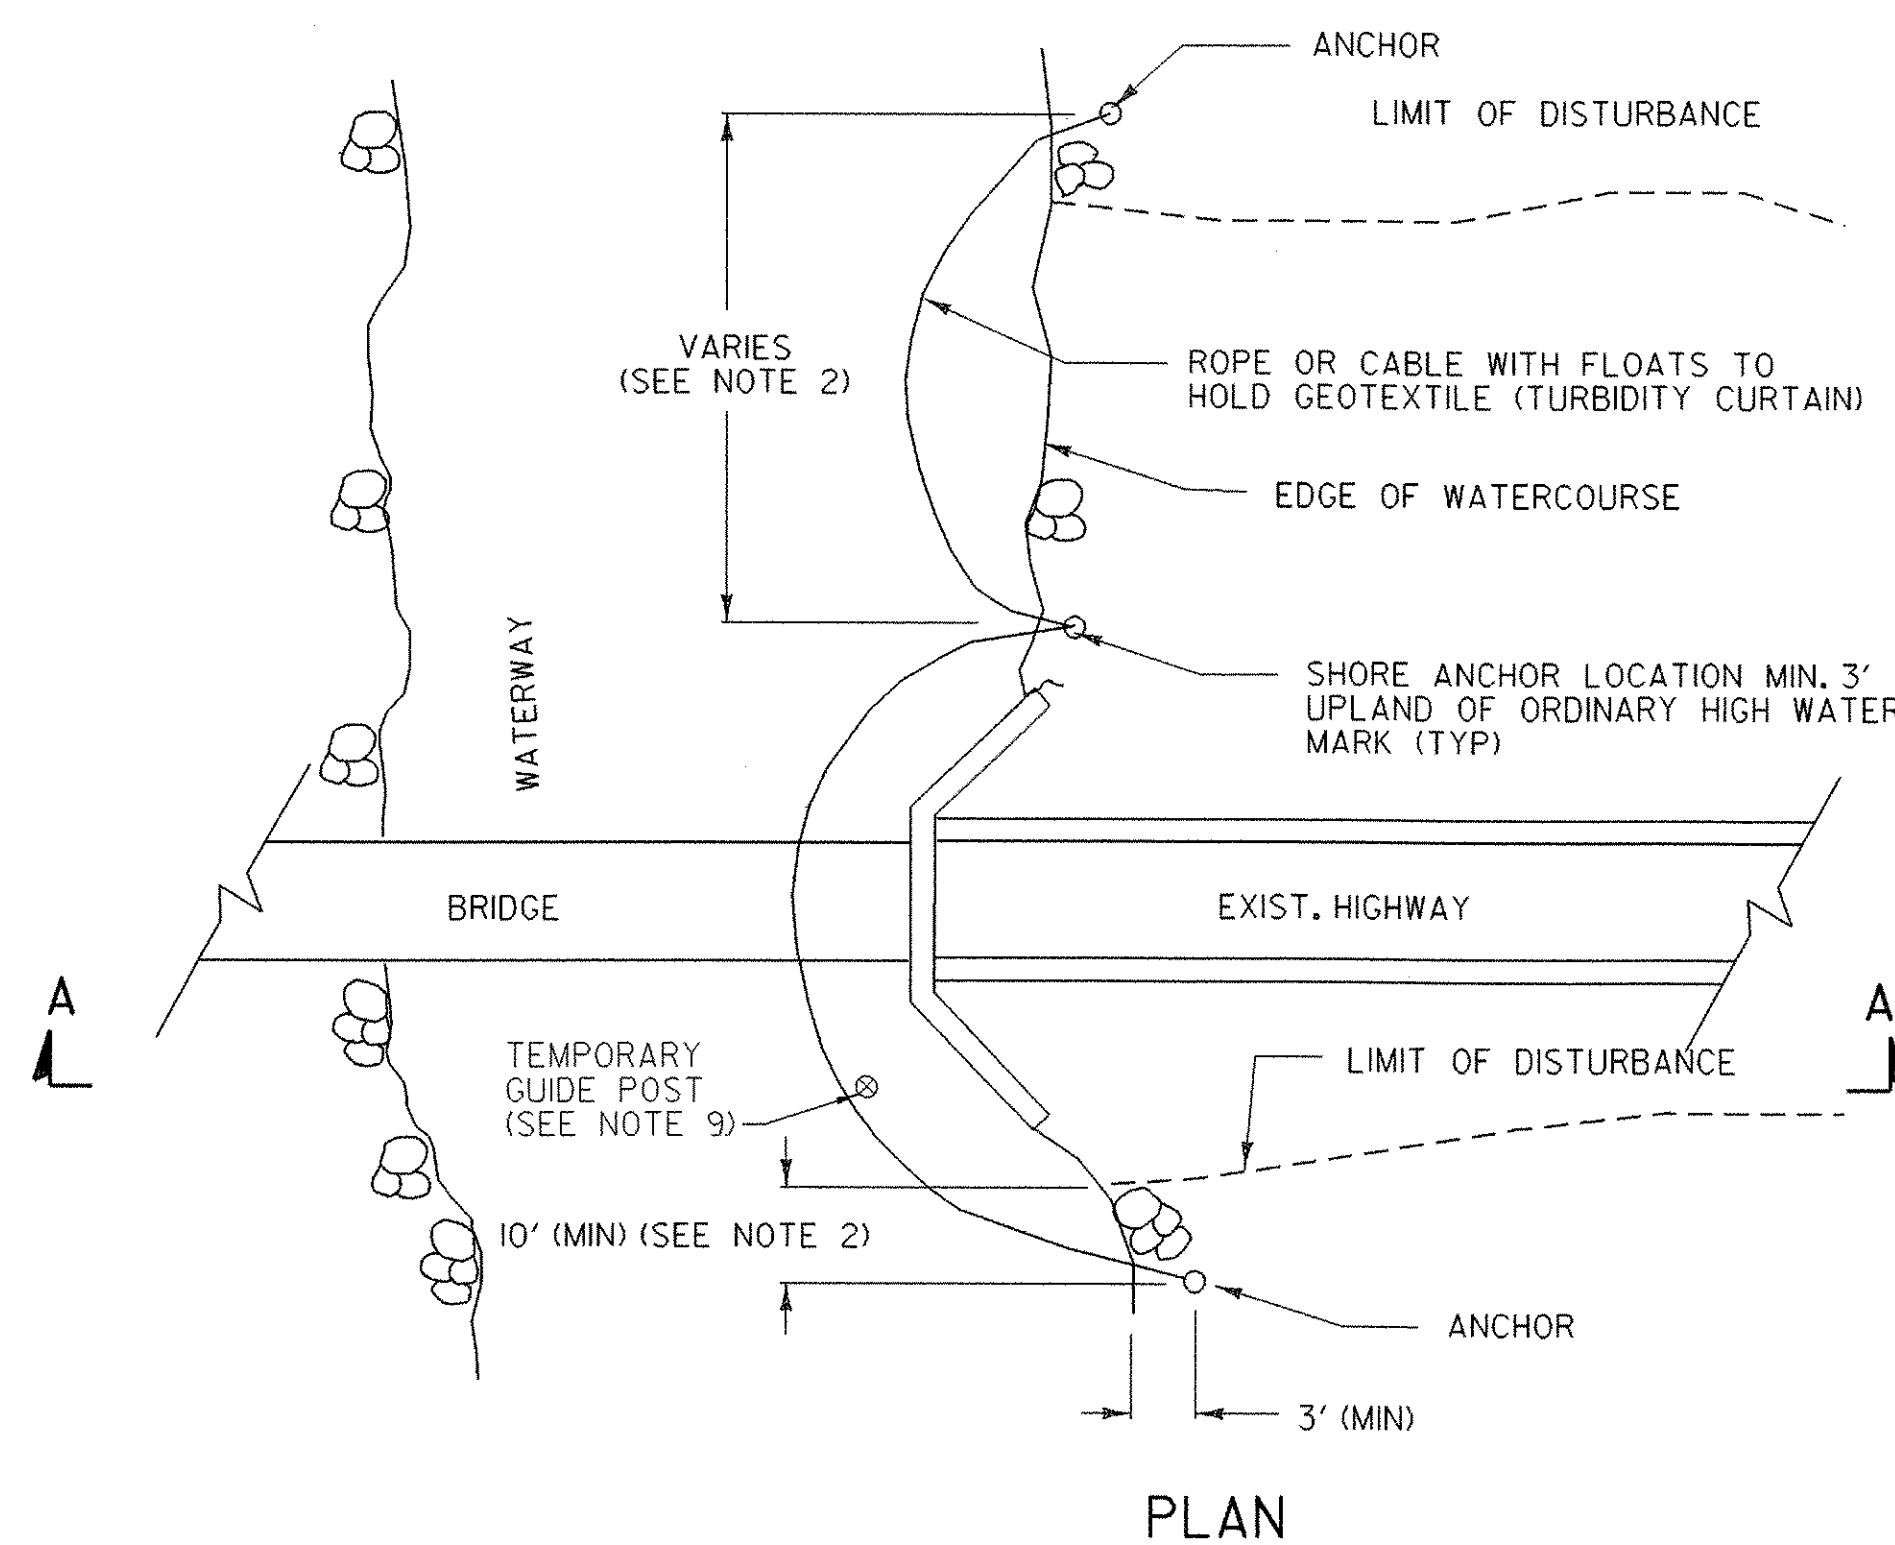 ANCHOR
LIMIT OF DISTURBANCE
VARIES
(SEE NOTE 2)
ROPE OR CABLE WITH FLOATS TO
HOLD GEOTEXTILE (TURBIDITY CURTAIN)
EDGE OF WATERCOURSE
WATERWAY
SHORE ANCHOR LOCATION MIN. 3'
UPLAND OF ORDINARY HIGH WATER
MARK (TYP)
BRIDGE
EXIST. HIGHWAY
A
A
TEMPORARY
GUIDE POST
(SEE NOTE 9)
LIMIT OF DISTURBANCE
10' (MIN) (SEE NOTE 2)
ANCHOR
3' (MIN)
PLAN